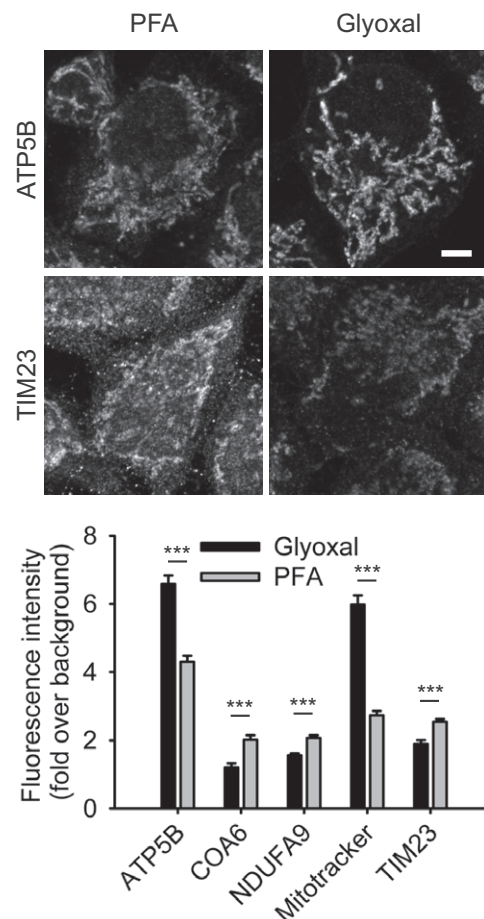 PFA Glyoxal
ATP5B
TIM23
Fluorescence intensity
(fold over background)
8
6
4
2
0
Glyoxal
PFA
***
***
***
***
***
ATP5B
COA6
NDUFA9
Mitotracker
TIM23